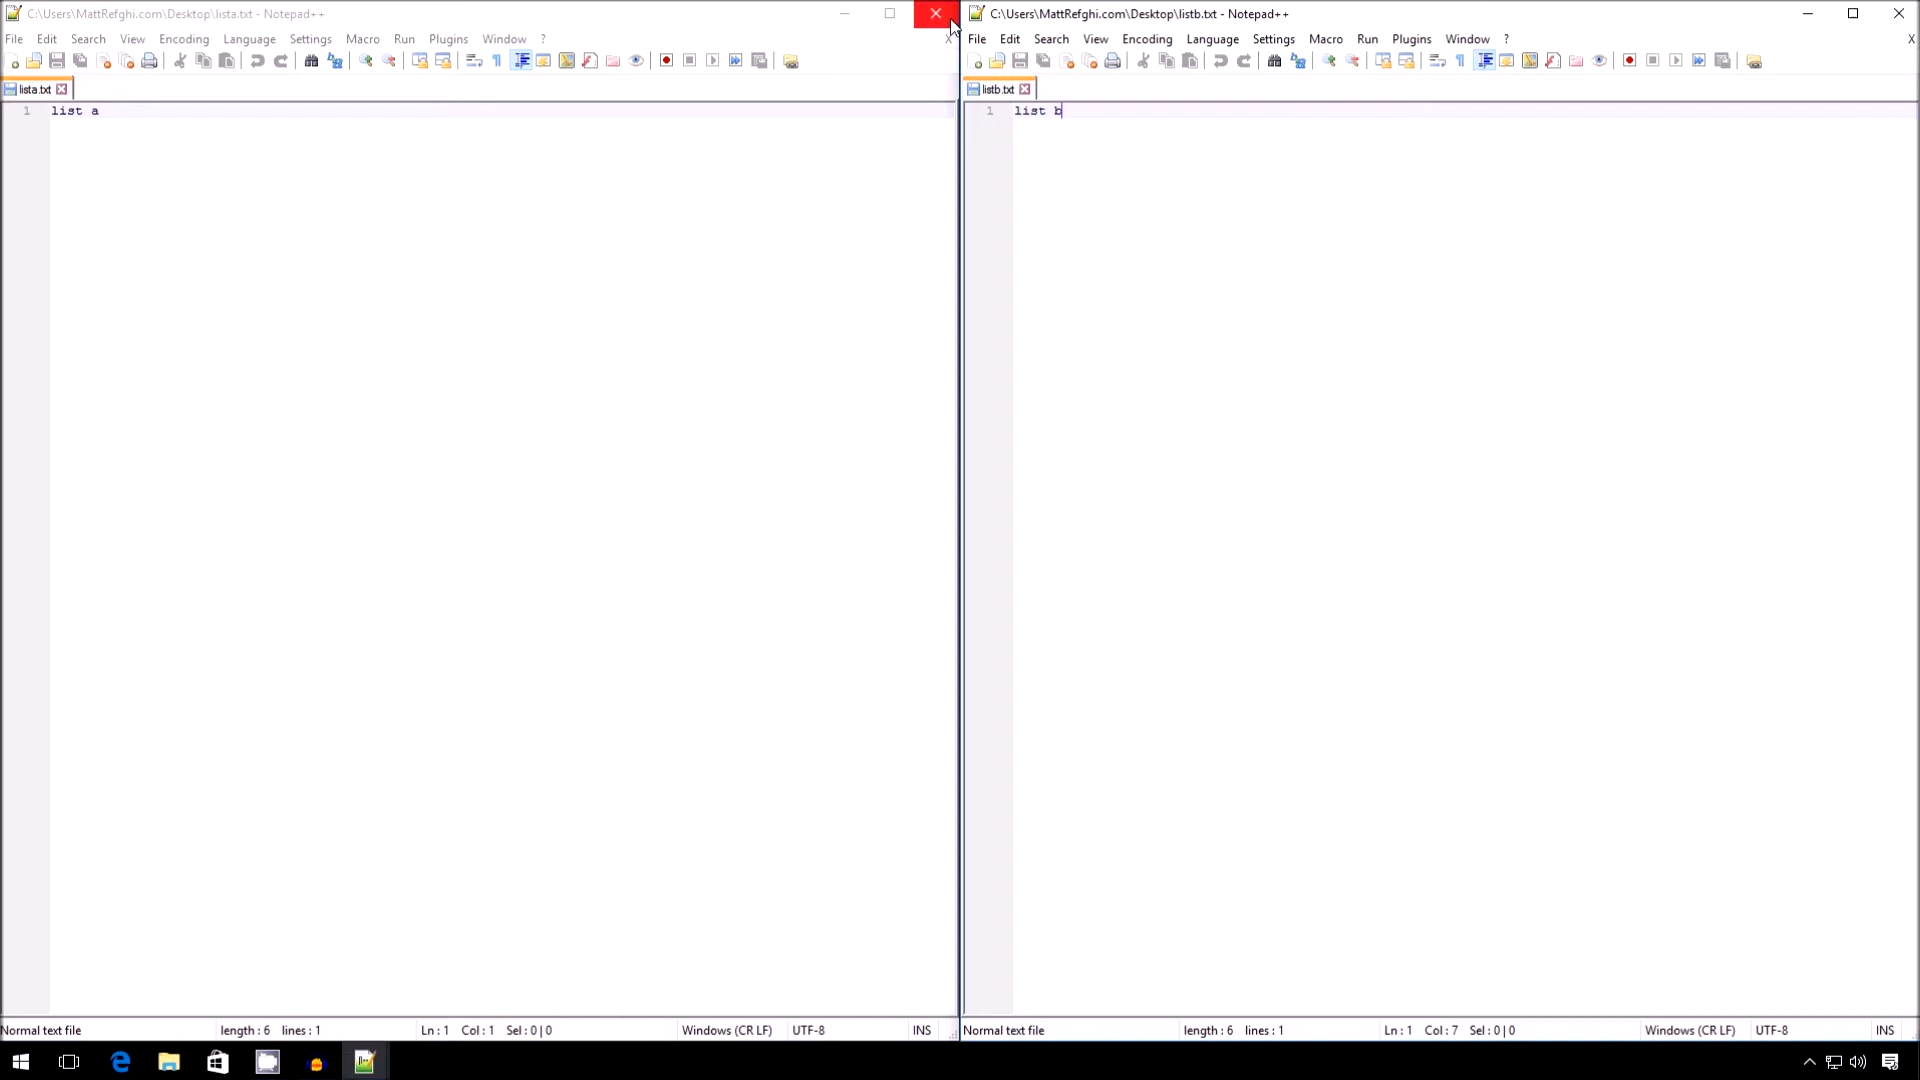 C:\Users\MattRefghi.com\Desktop\lista.txt - Notepad++
File Edit Search View Encoding Language Settings Macro Run Plugins Window ? X
lista.txt
1 list a
Normal text file length : 6 lines : 1 Ln : 1 Col : 1 Sel : 0 | 0 Windows (CR LF) UTF-8 INS
C:\Users\MattRefghi.com\Desktop\listb.txt - Notepad++
File Edit Search View Encoding Language Settings Macro Run Plugins Window ? X
listb.txt
1 list b
Normal text file length : 6 lines : 1 Ln : 1 Col : 7 Sel : 0 | 0 Windows (CR LF) UTF-8 INS